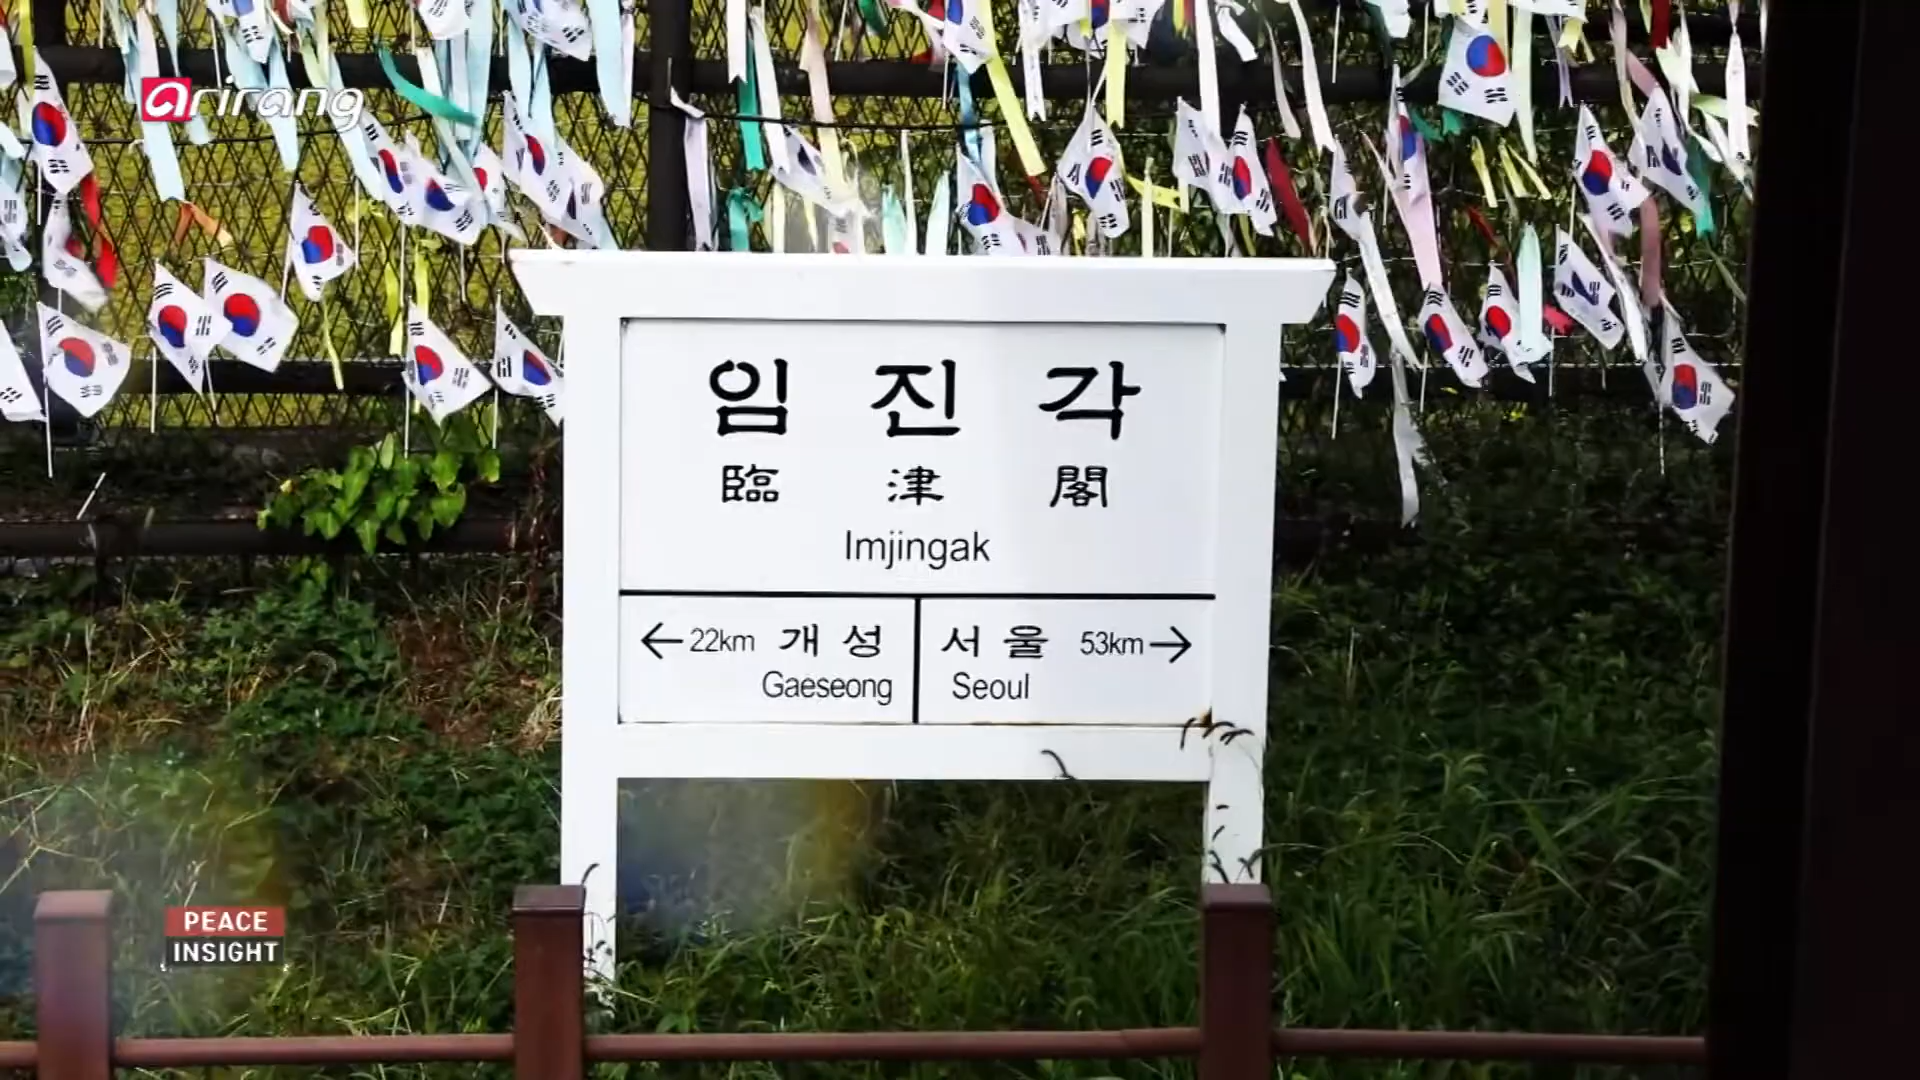 arirang
임 진 각
臨 津 閣
Imjingak
←22km 개 성
Gaeseong
서 울 53km→
Seoul
PEACE
INSIGHT